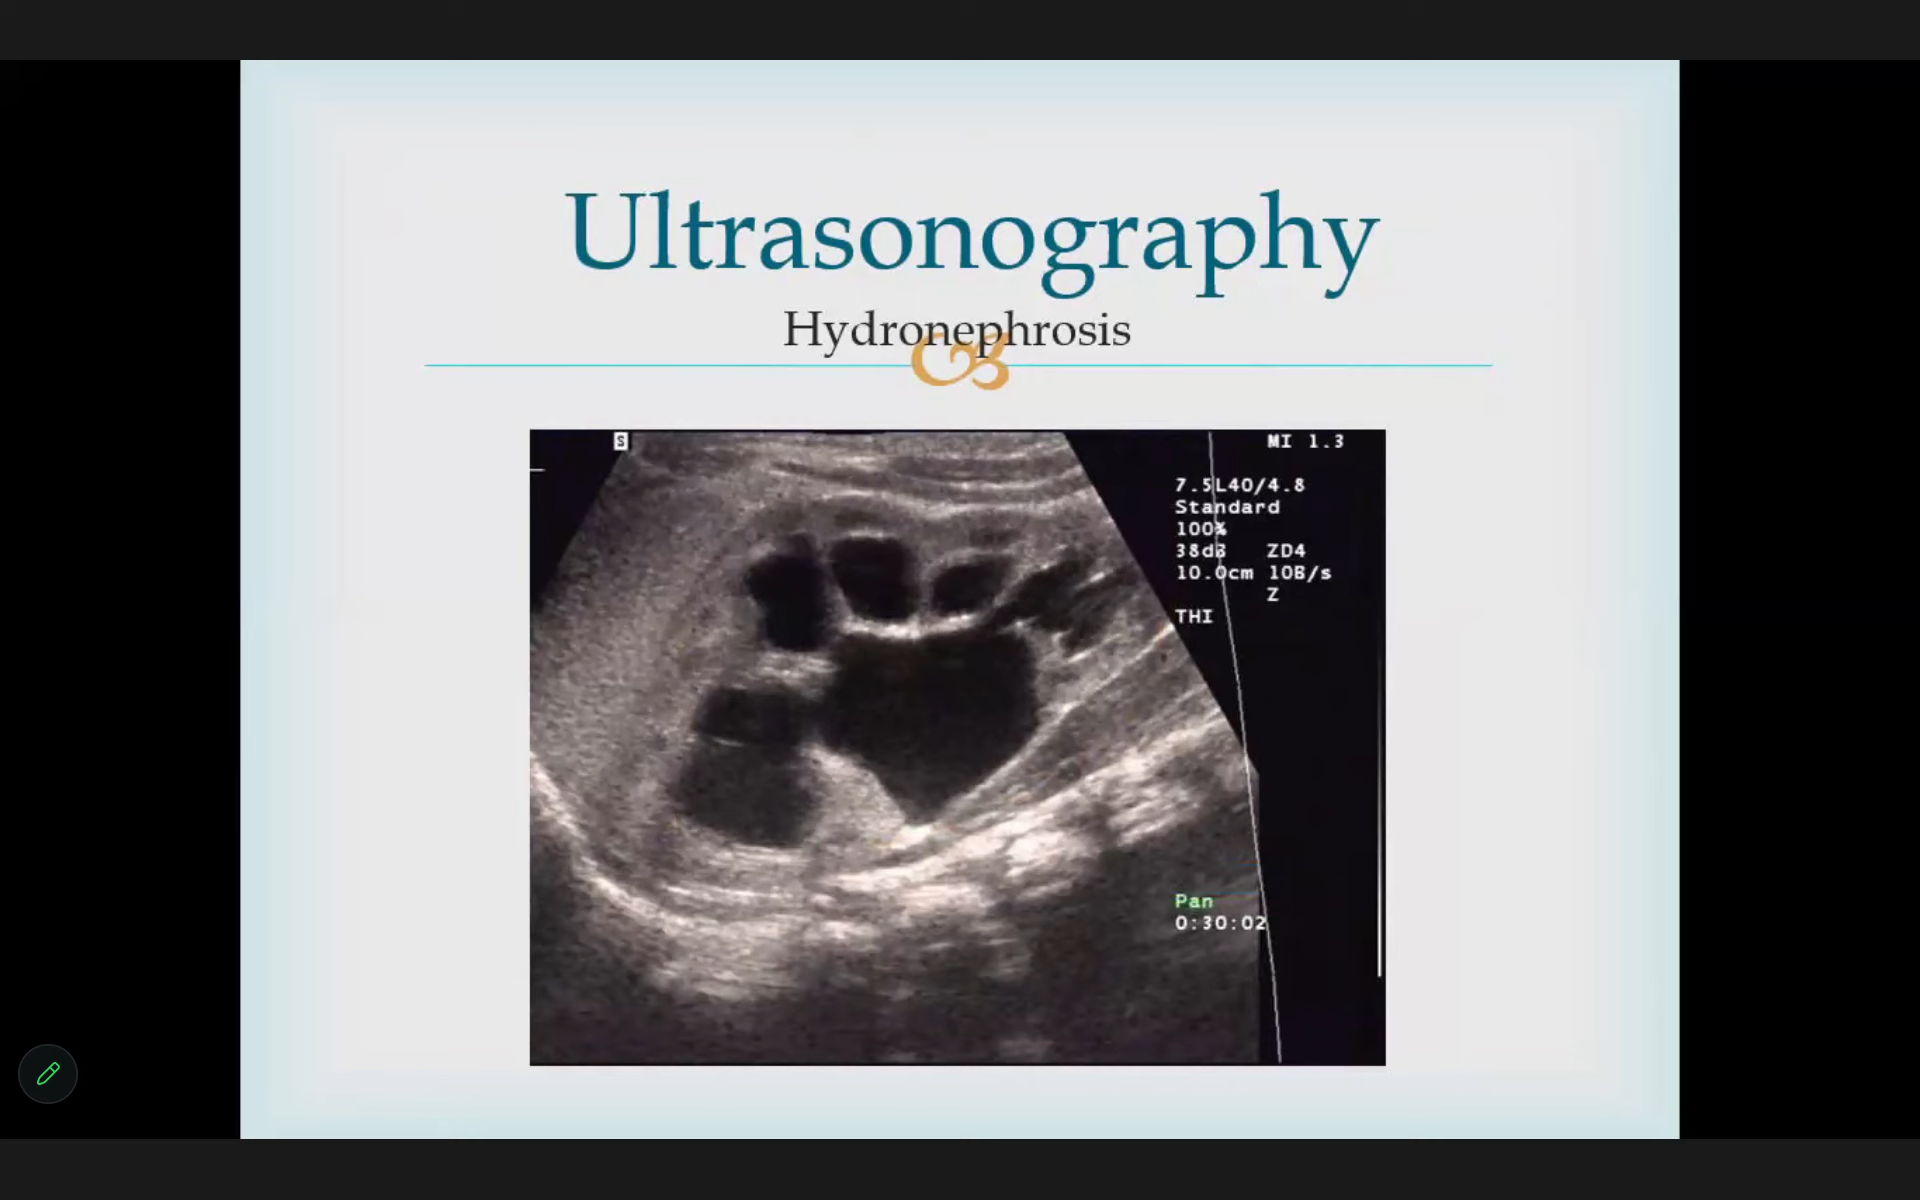 Ultrasonography
Hydronephrosis
S
MI 1.3
7.5L40/4.8
Standard
100%
38dB ZD4
10.0cm 10B/s
Z
THI
Pan
0:30:02